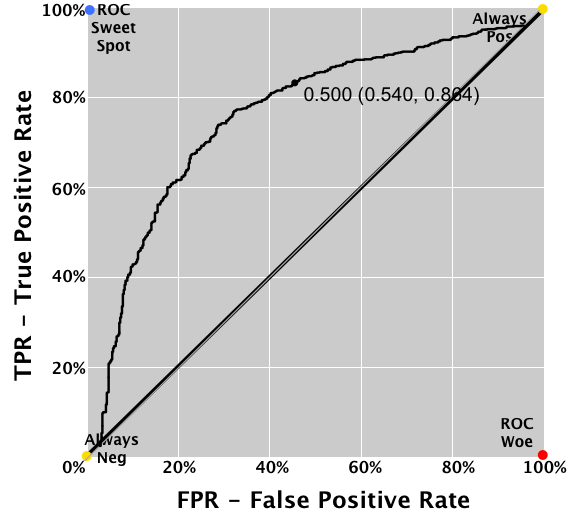 100%
ROC
Sweet
Spot
Always
Pos
80%
0.500 (0.540, 0.864)
60%
40%
20%
TPR – True Positive Rate
Always
Neg
ROC
Woe
0%
20%
40%
60%
80%
100%
FPR – False Positive Rate